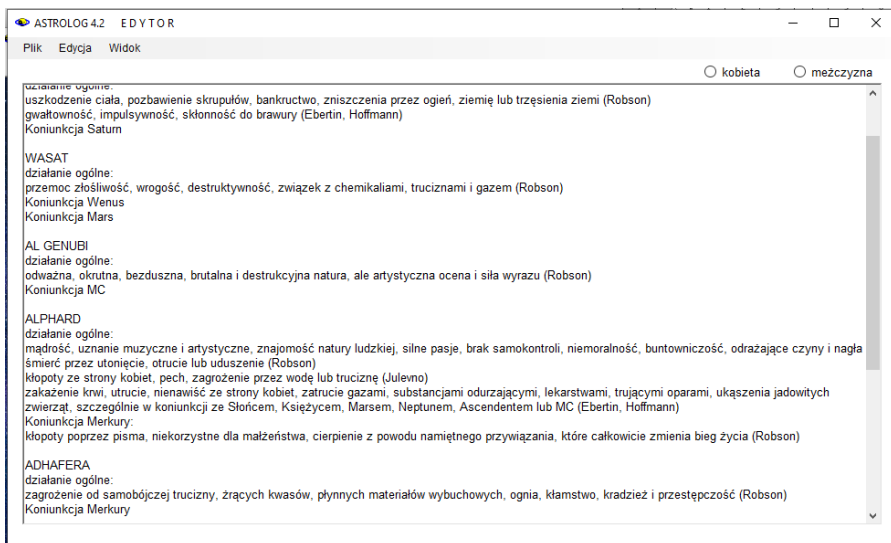 ASTROLOG 4.2 E D Y T O R
Plik Edycja Widok
kobieta meżczyzna
działanie ogólne:
uszkodzenie ciała, pozbawienie skrupułów, bankructwo, zniszczenia przez ogień, ziemię lub trzęsienia ziemi (Robson)
gwałtowność, impulsywność, skłonność do brawury (Ebertin, Hoffmann)
Koniunkcja Saturn
WASAT
działanie ogólne:
przemoc złośliwość, wrogość, destruktywność, związek z chemikaliami, truciznami i gazem (Robson)
Koniunkcja Wenus
Koniunkcja Mars
AL GENUBI
działanie ogólne:
odważna, okrutna, bezduszna, brutalna i destrukcyjna natura, ale artystyczna ocena i siła wyrazu (Robson)
Koniunkcja MC
ALPHARD
działanie ogólne:
mądrość, uznanie muzyczne i artystyczne, znajomość natury ludzkiej, silne pasje, brak samokontroli, niemoralność, buntowniczość, odrażające czyny i nagła
śmierć przez utonięcie, otrucie lub uduszenie (Robson)
kłopoty ze strony kobiet, pech, zagrożenie przez wodę lub truciznę (Julevno)
zakażenie krwi, utrucie, nienawiść ze strony kobiet, zatrucie gazami, substancjami odurzającymi, lekarstwami, trującymi oparami, ukąszenia jadowitych
zwierząt, szczególnie w koniunkcji ze Słońcem, Księżycem, Marsem, Neptunem, Ascendentem lub MC (Ebertin, Hoffmann)
Koniunkcja Merkury:
kłopoty poprzez pisma, niekorzystne dla małżeństwa, cierpienie z powodu namiętnego przywiązania, które całkowicie zmienia bieg życia (Robson)
ADHAFERA
działanie ogólne:
zagrożenie od samobójczej trucizny, żrących kwasów, płynnych materiałów wybuchowych, ognia, kłamstwo, kradzież i przestępczość (Robson)
Koniunkcja Merkury